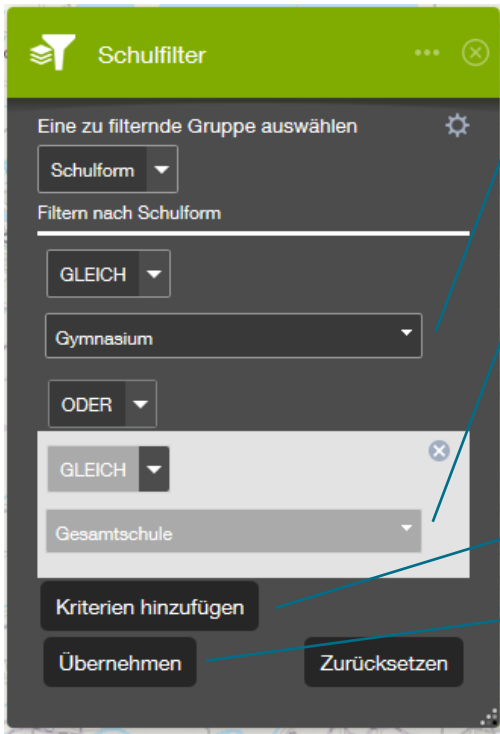 Schulfilter
Eine zu filternde Gruppe auswählen
Schulform
Filtern nach Schulform
GLEICH
Gymnasium
ODER
GLEICH
Gesamtschule
Kriterien hinzufügen
Übernehmen Zurücksetzen